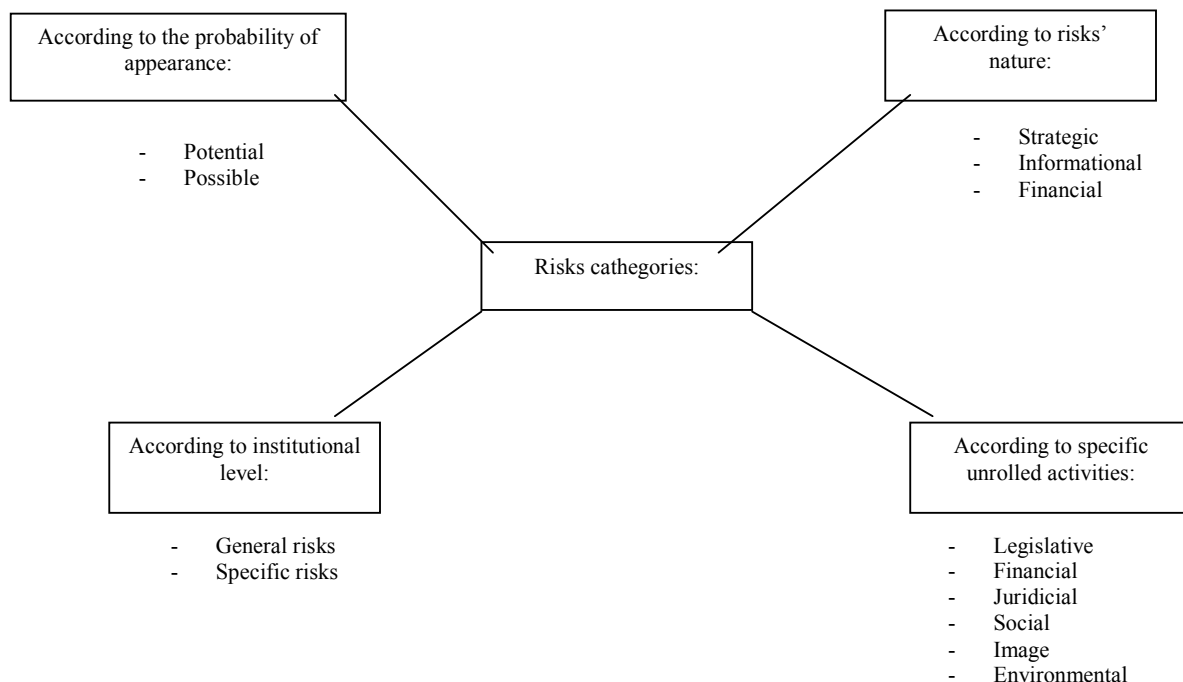 According to the probability of
appearance:
- Potential
- Possible
According to risks’
nature:
- Strategic
- Informational
- Financial
Risks cathegories:
According to institutional
level:
- General risks
- Specific risks
According to specific
unrolled activities:
- Legislative
- Financial
- Juridicial
- Social
- Image
- Environmental